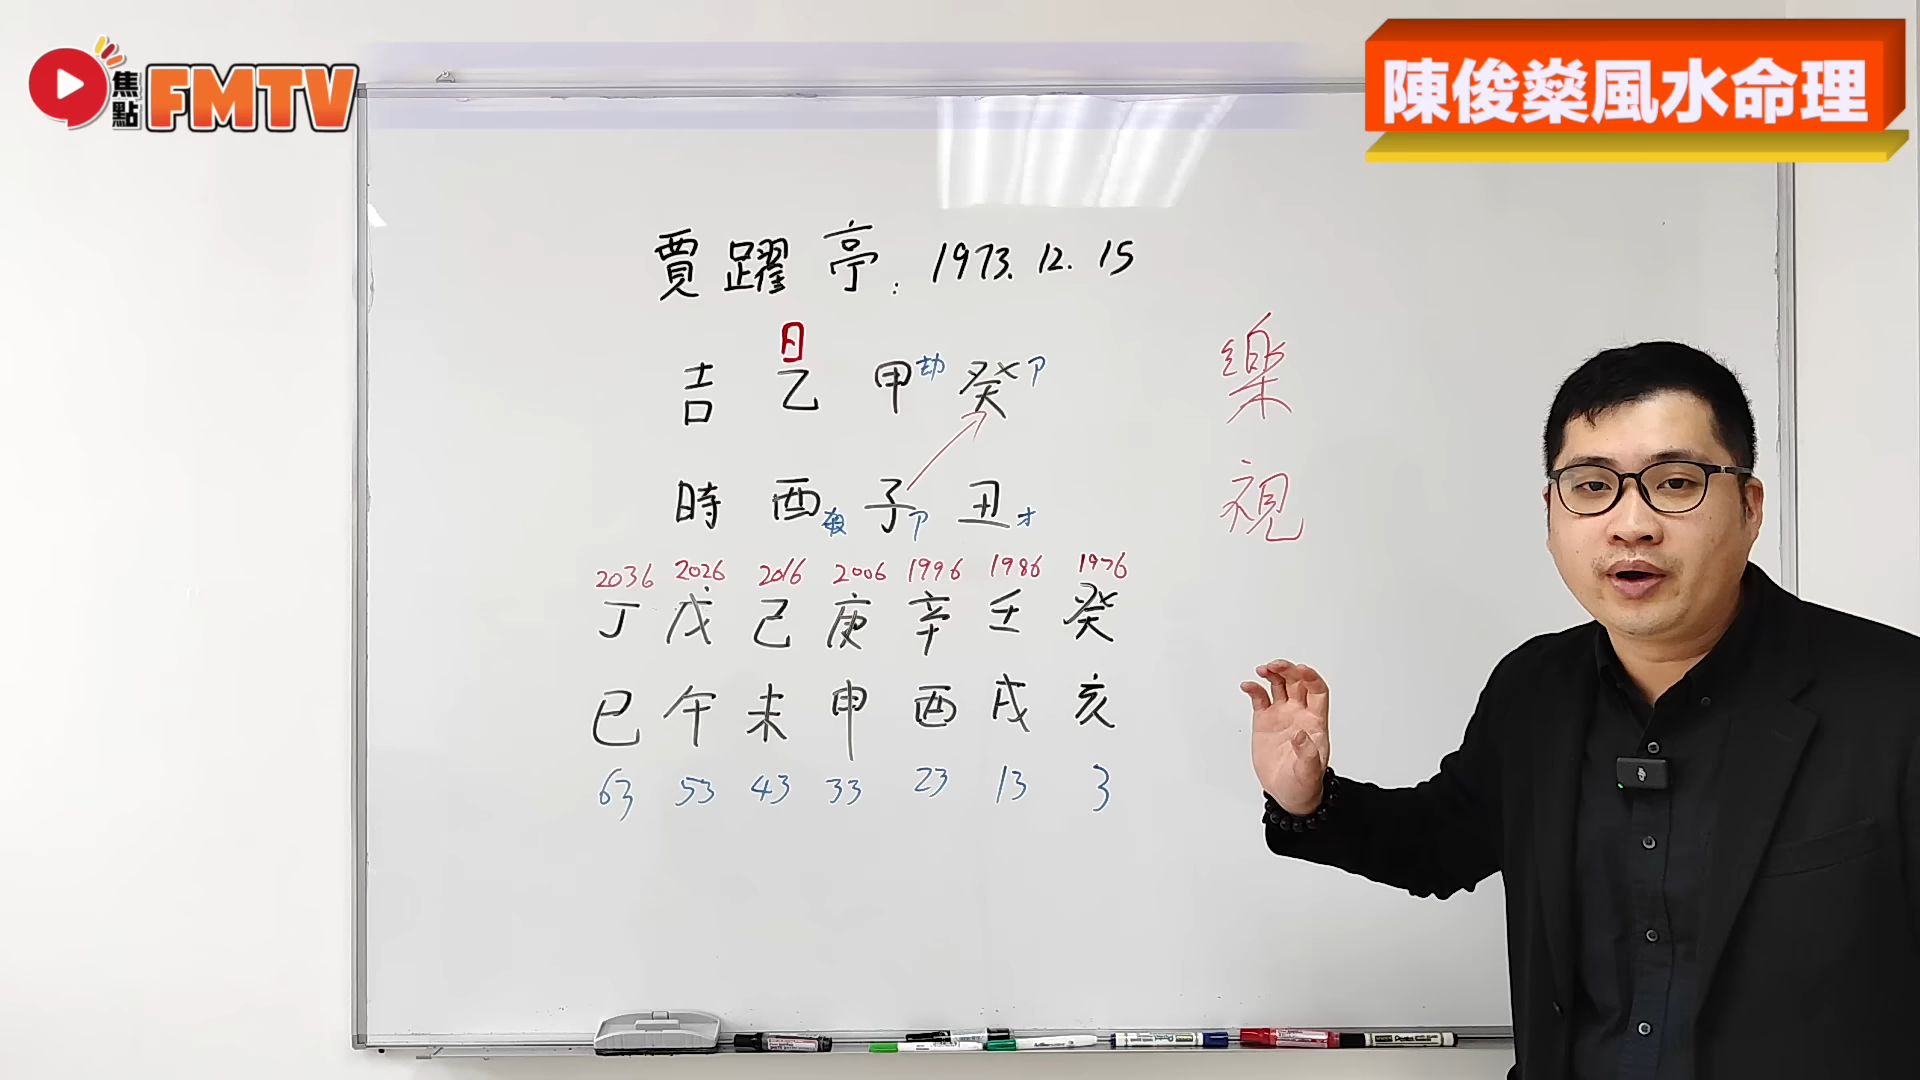 焦點 FMTV
陳俊燊風水命理
賈躍亭：1973.12.15
日
吉 乙 甲劫 癸卩
時 酉殺 子卩 丑才
樂視
2036 2026 2016 2006 1996 1986 1976
丁 戊 己 庚 辛 壬 癸
巳 午 未 申 酉 戌 亥
63 53 43 33 23 13 3